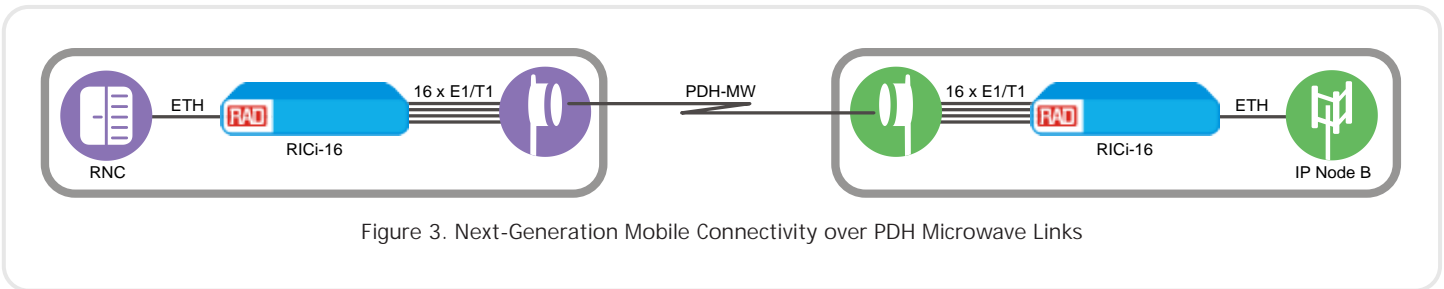 RNC
ETH
RAD
RICi-16
16 x E1/T1
PDH-MW
16 x E1/T1
RAD
RICi-16
ETH
IP Node B
Figure 3. Next-Generation Mobile Connectivity over PDH Microwave Links